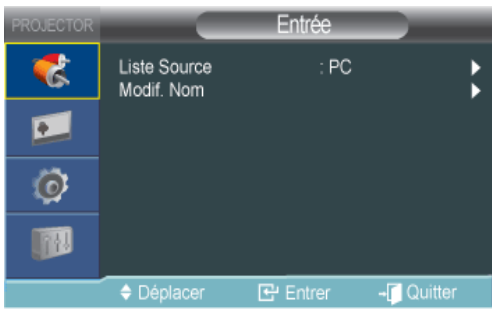 PROJECTOR
Entrée
Liste Source : PC
Modif. Nom
Déplacer Entrer Quitter